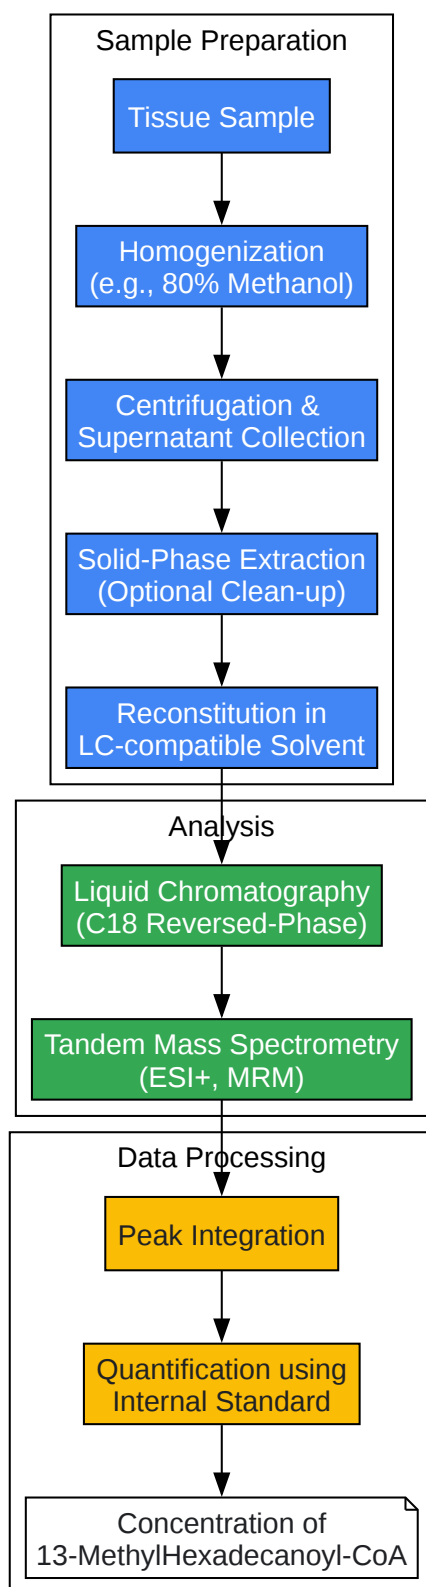 Sample Preparation
Tissue Sample
Homogenization
(e.g., 80% Methanol)
Centrifugation &
Supernatant Collection
Solid-Phase Extraction
(Optional Clean-up)
Reconstitution in
LC-compatible Solvent
Analysis
Liquid Chromatography
(C18 Reversed-Phase)
Tandem Mass Spectrometry
(ESI+, MRM)
Data Processing
Peak Integration
Quantification using
Internal Standard
Concentration of
13-MethylHexadecanoyl-CoA